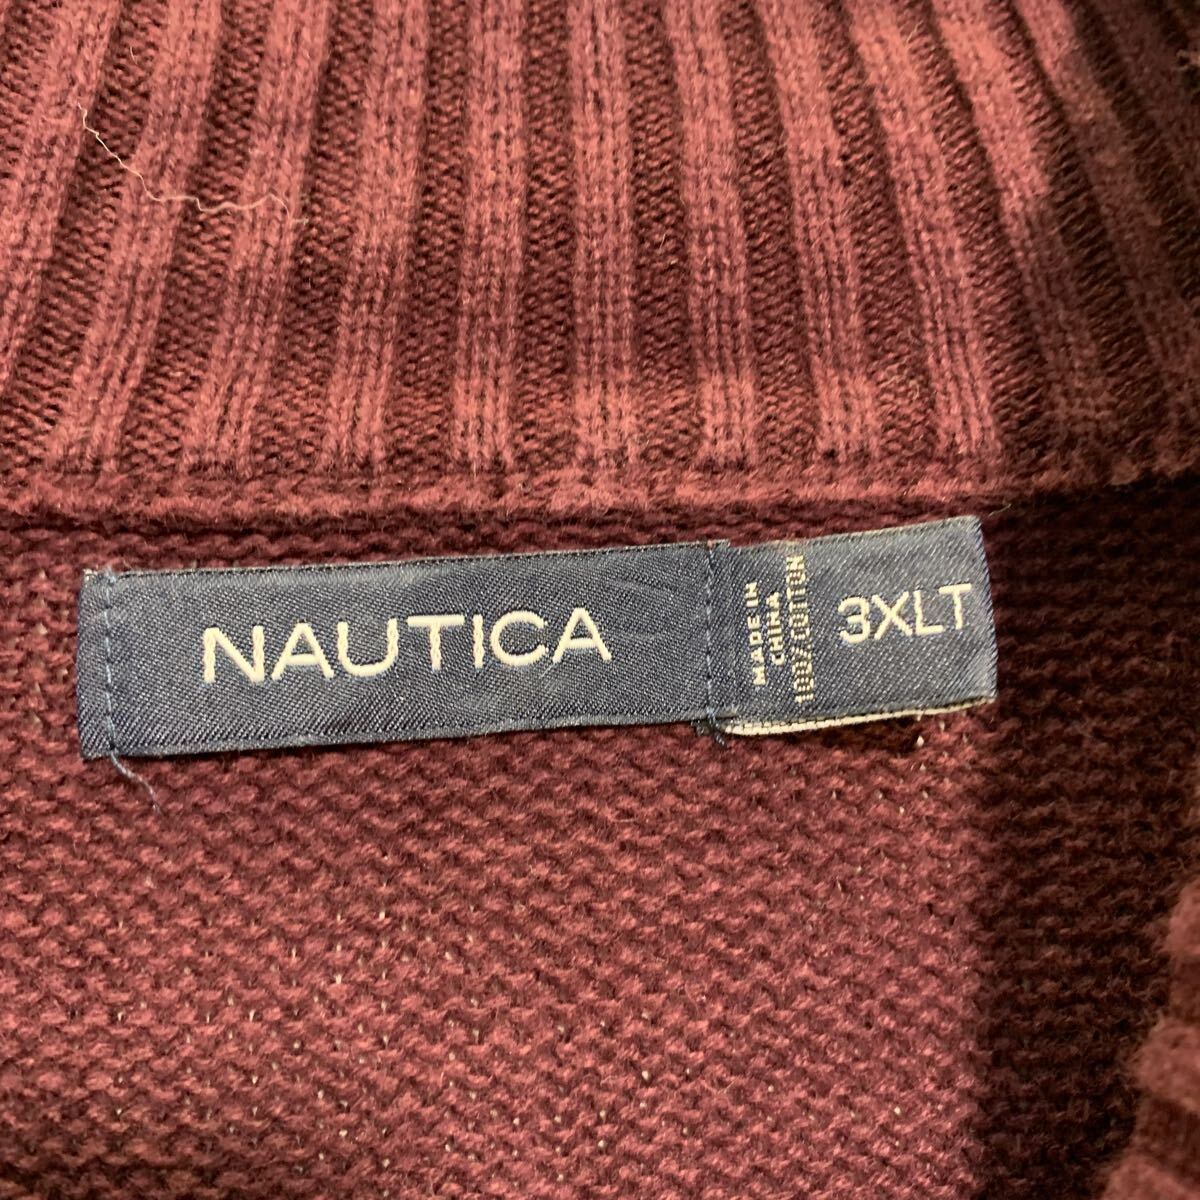 NAUTICA
MADE IN
CHINA
100% COTTON
3XLT